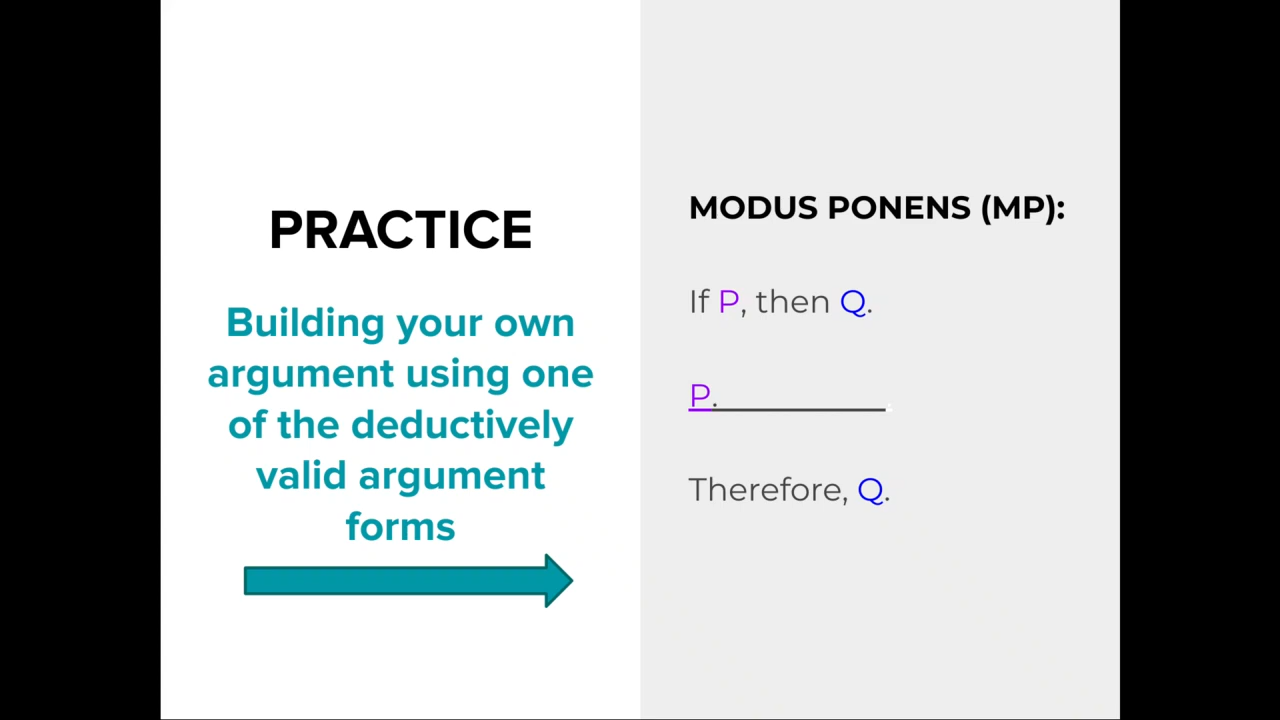 PRACTICE
Building your own
argument using one
of the deductively
valid argument
forms
MODUS PONENS (MP):
If P, then Q.
P.
Therefore, Q.